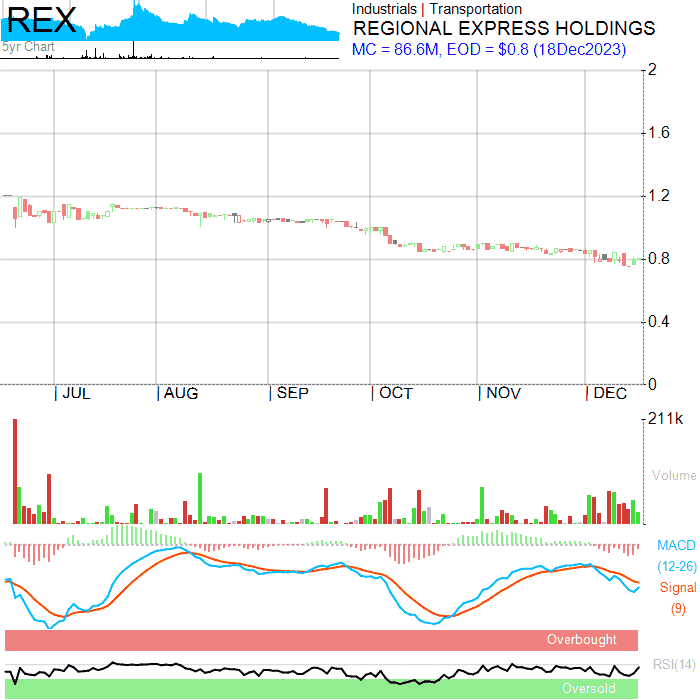 REX
5yr Chart
Industrials | Transportation
REGIONAL EXPRESS HOLDINGS
MC = 86.6M, EOD = $0.8 (18Dec2023)
2
1.6
1.2
0.8
0.4
0
| JUL | AUG | SEP | OCT | NOV | DEC
211k
Volume
MACD
(12-26)
Signal
(9)
Overbought
RSI(14)
Oversold